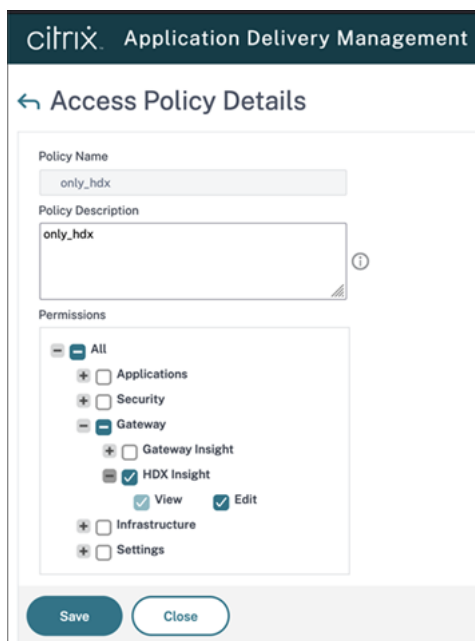 citrix. Application Delivery Management
Access Policy Details
Policy Name
only_hdx
Policy Description
only_hdx
Permissions
All
Applications
Security
Gateway
Gateway Insight
HDX Insight
View Edit
Infrastructure
Settings
Save Close